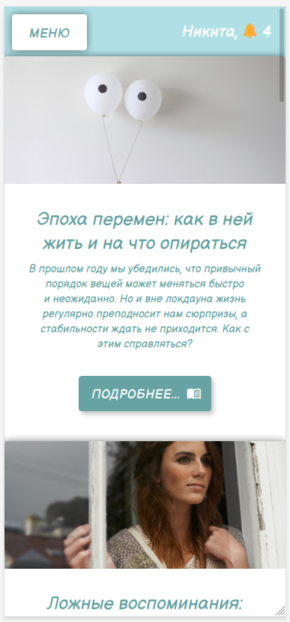 МЕНЮ
Никита, 🔔 4
Эпоха перемен: как в ней
жить и на что опираться
В прошлом году мы убедились, что привычный
порядок вещей может меняться быстро
и неожиданно. Но и вне локдауна жизнь
регулярно преподносит нам сюрпризы, а
стабильности ждать не приходится. Как с
этим справляться?
ПОДРОБНЕЕ...
Ложные воспоминания: